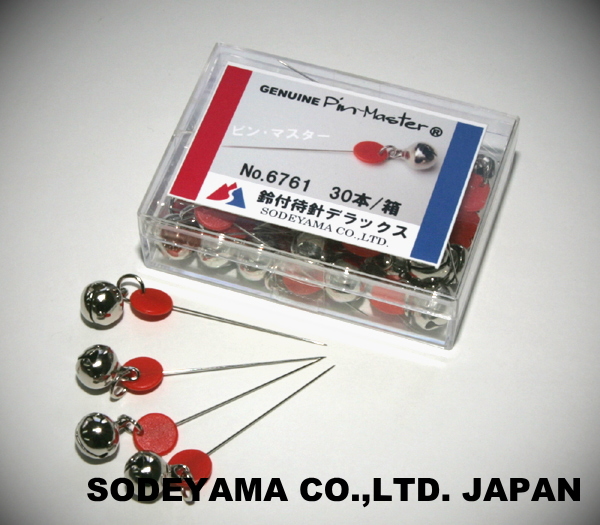 GENUINE Pin-Master®
ピン・マスター
No.6761 30本/箱
鈴付待針デラックス
SODEYAMA CO.,LTD.
SODEYAMA CO.,LTD. JAPAN